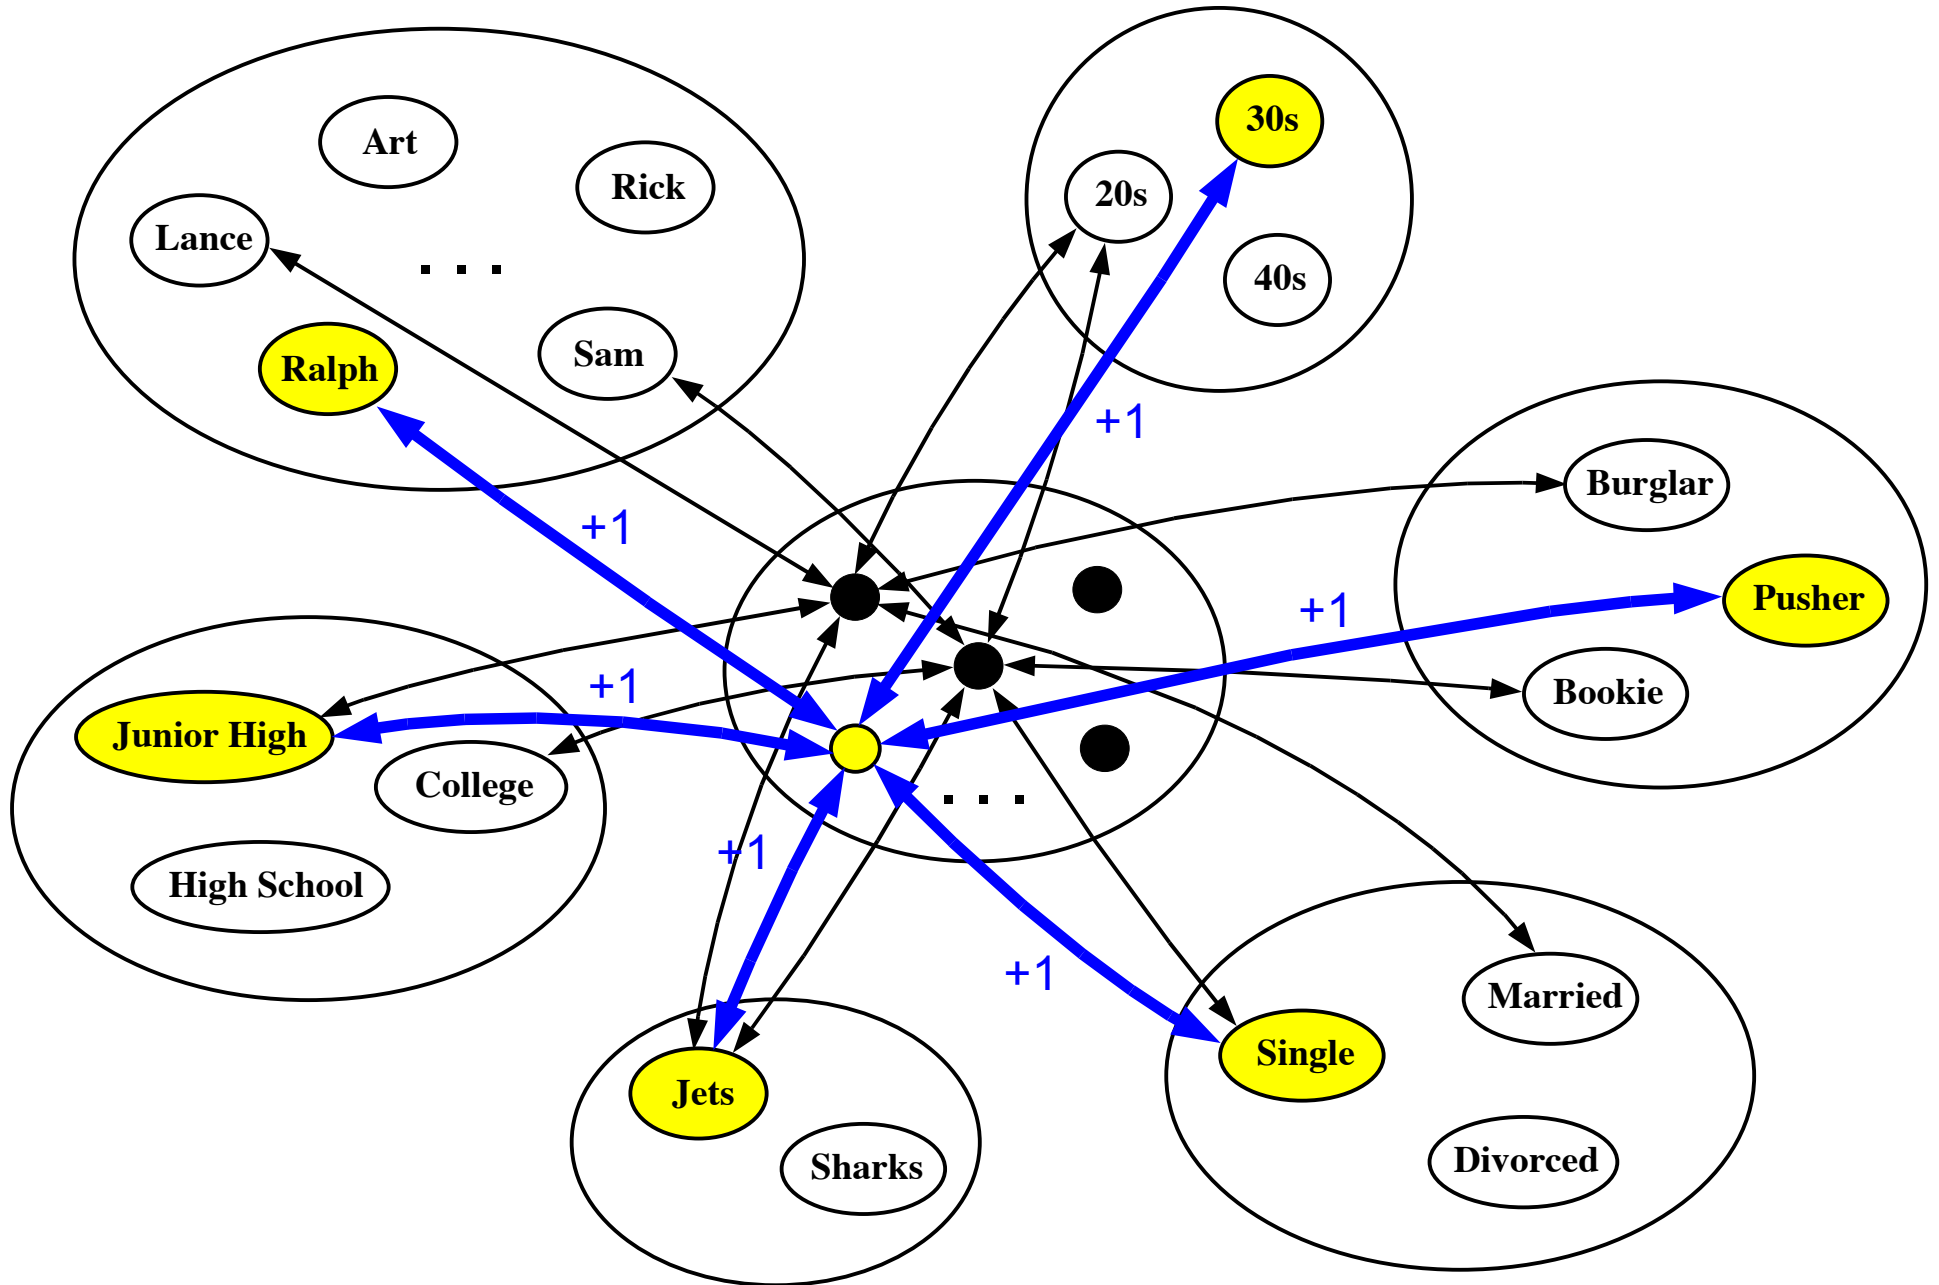 Art
Rick
Lance
. . .
Ralph
Sam
30s
20s
40s
+1
+1
Burglar
+1
Pusher
Bookie
+1
Junior High
College
High School
. . .
+1
+1
Jets
Sharks
Married
Single
Divorced